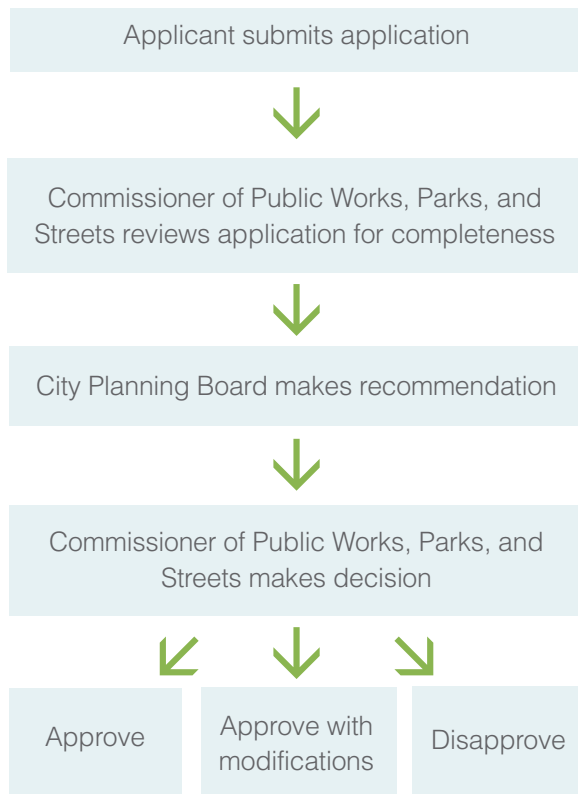 Applicant submits application
Commissioner of Public Works, Parks, and
Streets reviews application for completeness
City Planning Board makes recommendation
Commissioner of Public Works, Parks, and
Streets makes decision
Approve
Approve with
modifications
Disapprove